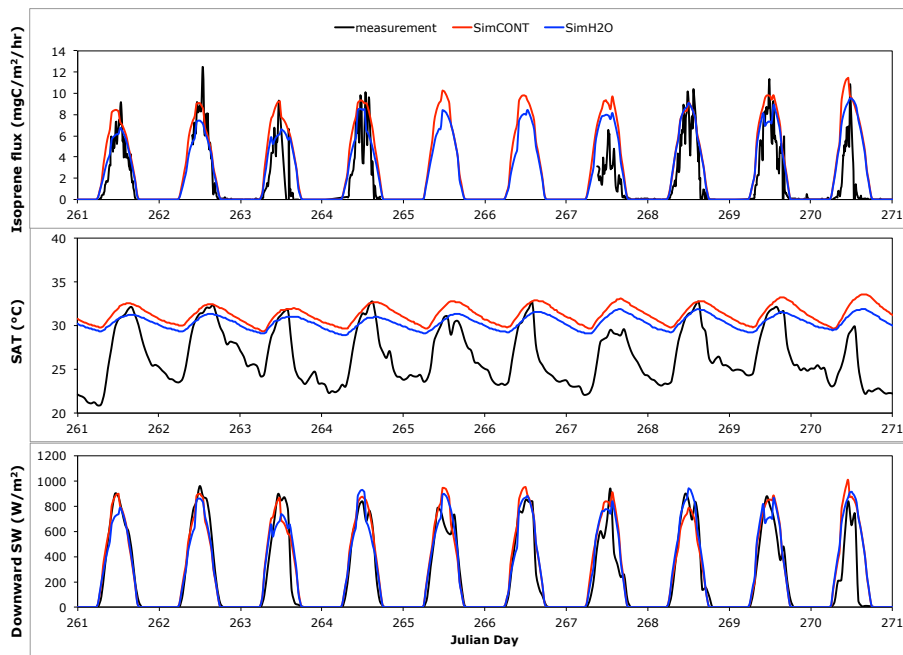 measurement SimCONT SimH2O
Isoprene flux (mgC/m²/hr)
14
12
10
8
6
4
2
0
261 262 263 264 265 266 267 268 269 270 271
SAT (°C)
40
35
30
25
20
261 262 263 264 265 266 267 268 269 270 271
Downward SW (W/m²)
1200
1000
800
600
400
200
0
261 262 263 264 265 266 267 268 269 270 271
Julian Day